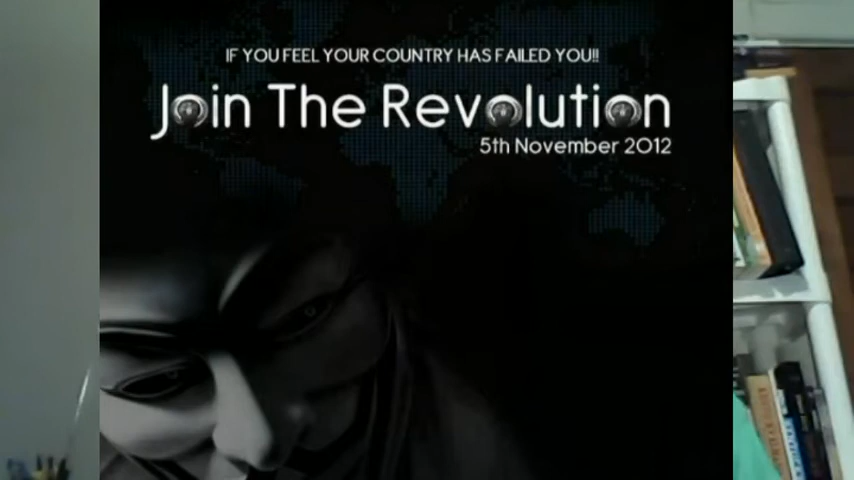 IF YOU FEEL YOUR COUNTRY HAS FAILED YOU!!
Join The Revolution
5th November 2012